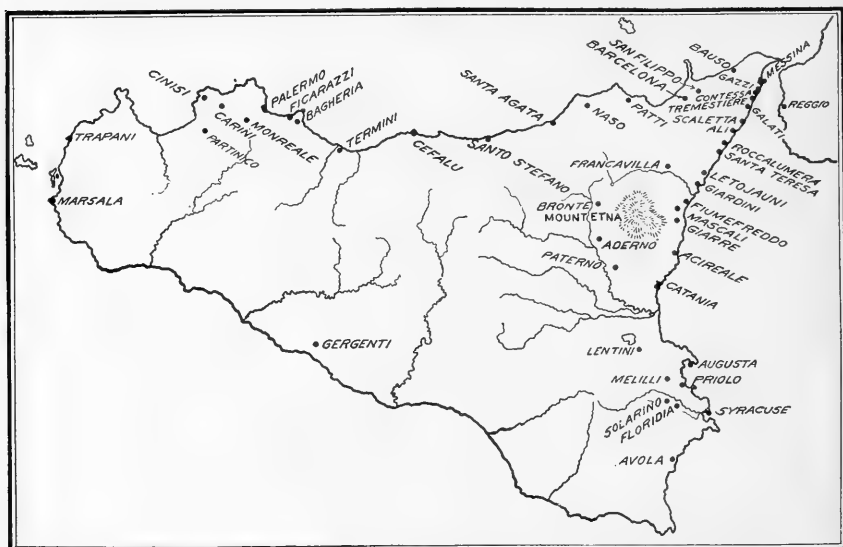 CINISI
PALERMO
FICARAZZI
BAGHERIA
CARINI
MONREALE
PARTINICO
TRAPANI
MARSALA
TERMINI
CEFALU
SANTO STEFANO
SANTA AGATA
NASO
PATTI
BARCELONA
SAN FILIPPO
BAUSO
GAZZI
MESSINA
CONTESSA
TREMESTIERE
GALATI
REGGIO
SCALETTA
ALI
ROCCALUMERA
SANTA TERESA
FRANCAVILLA
LETOJAUNI
GIARDINI
BRONTE
MOUNT ETNA
FIUMEFREDDO
MASCALI
GIARRE
ADERNO
PATERNO
ACIREALE
CATANIA
GERGENTI
LENTINI
AUGUSTA
MELILLI
PRIOLO
SOLARINO
FLORIDIA
SYRACUSE
AVOLA